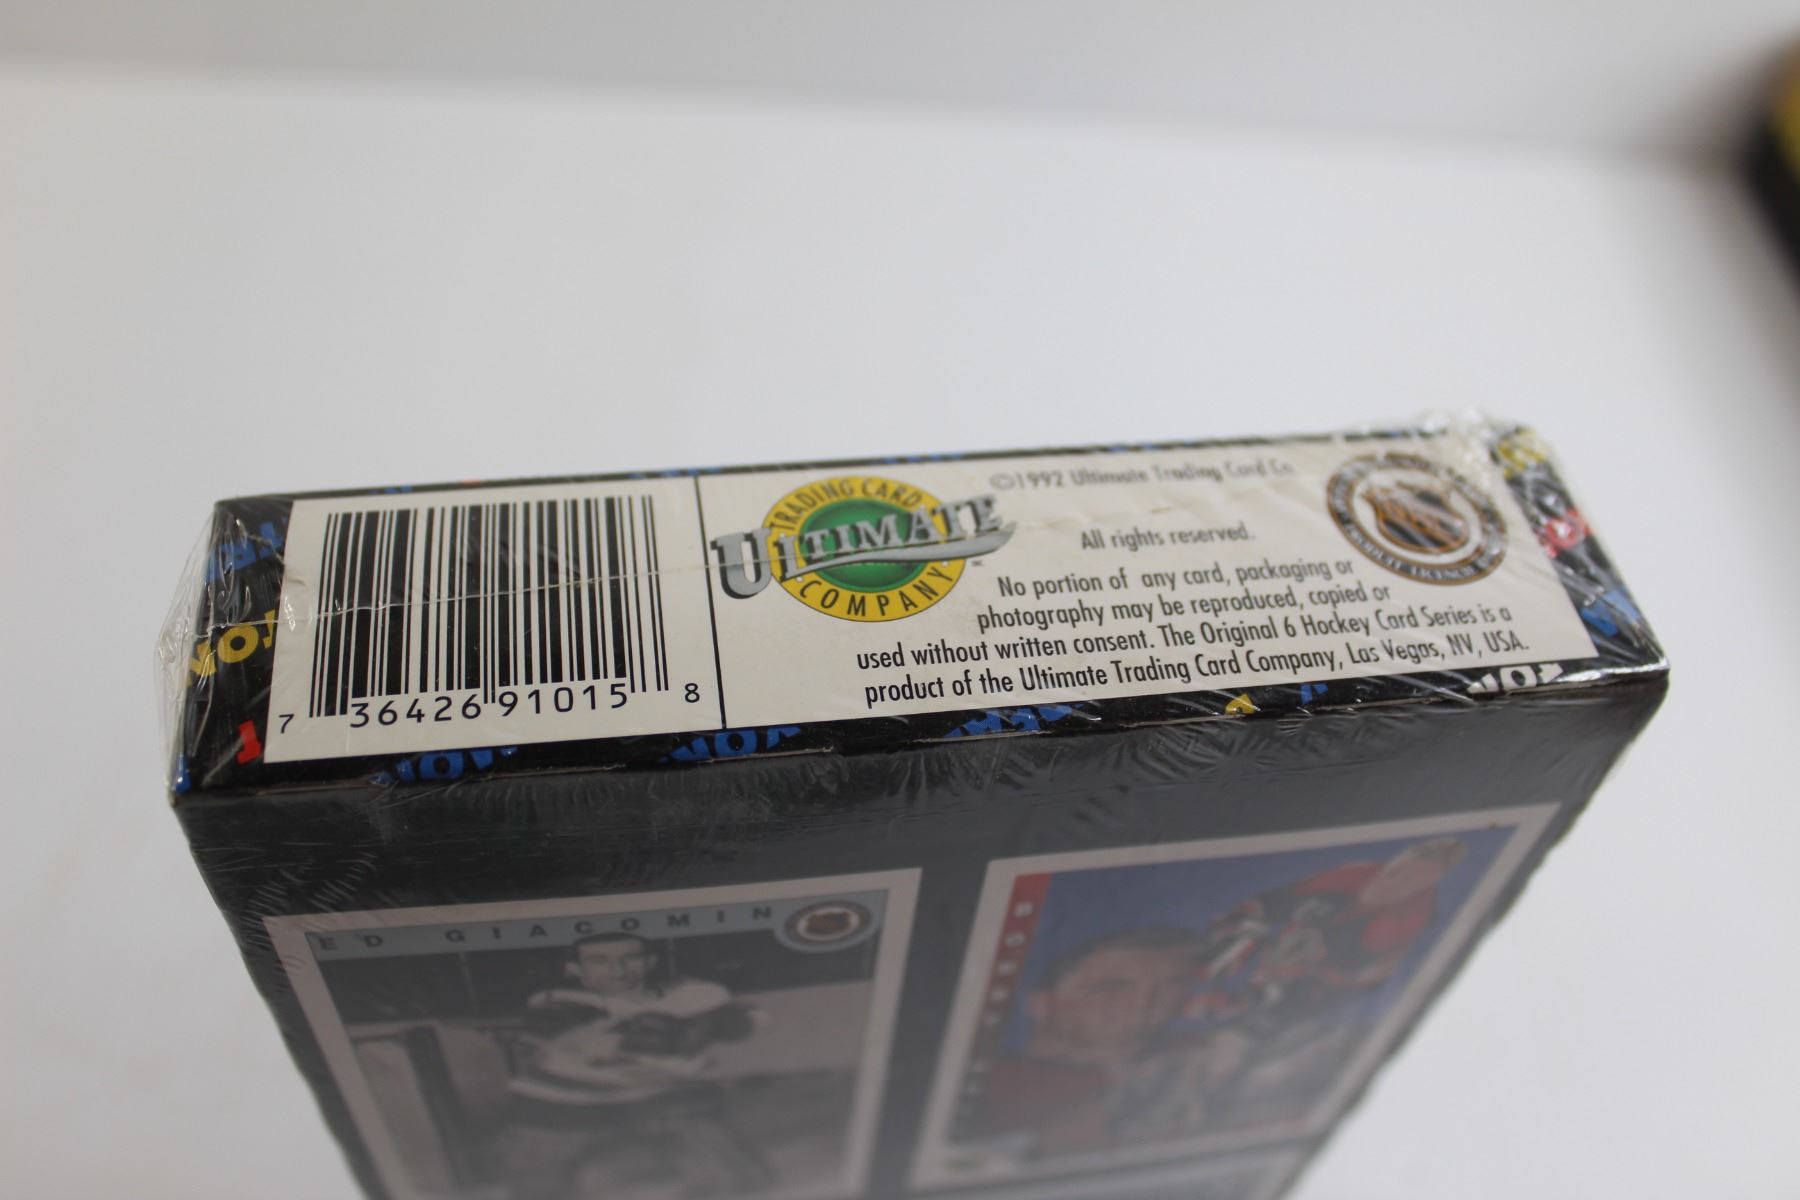 7 36426 91015 8
TRADING CARD
ULTIMATE
COMPANY
©1992 Ultimate Trading Card Co.
All rights reserved.
No portion of any card, packaging or
photography may be reproduced, copied or
used without written consent. The Original 6 Hockey Card Series is a
product of the Ultimate Trading Card Company, Las Vegas, NV, USA.
ED GIACOMIN